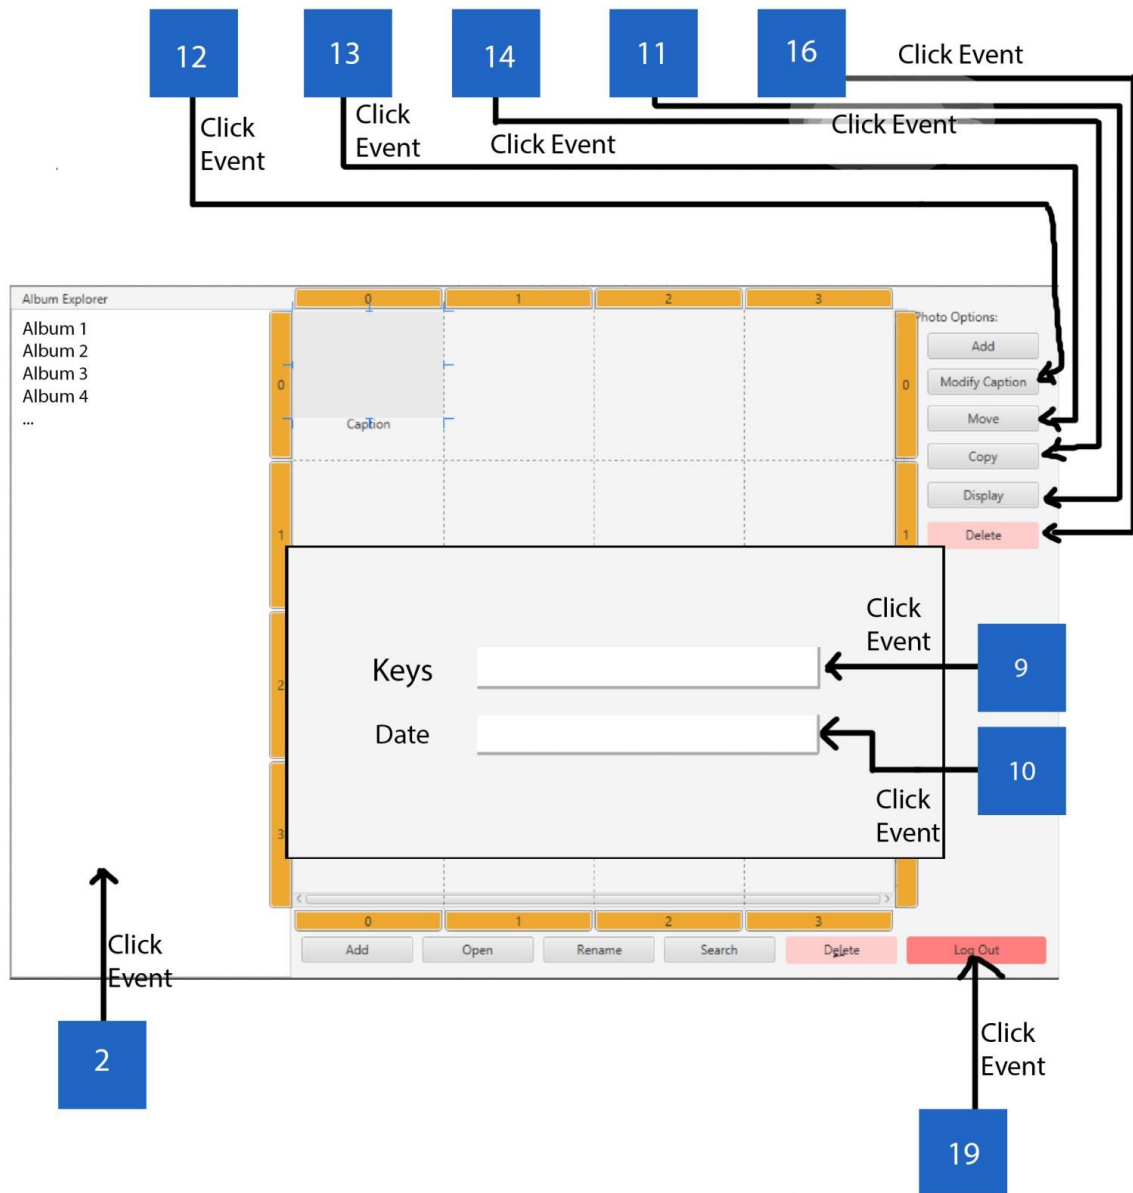 12
13
14
11
16
Click Event
Click
Event
Click
Event
Click Event
Click Event
Album Explorer
0
1
2
3
Album 1
Album 2
Album 3
Album 4
...
0
Caption
0
Photo Options:
Add
Modify Caption
Move
Copy
Display
Delete
1
1
2
3
Keys
Date
Click
Event
9
10
Click
Event
0
1
2
3
Add
Open
Rename
Search
Delete
Log Out
Click
Event
2
Click
Event
19